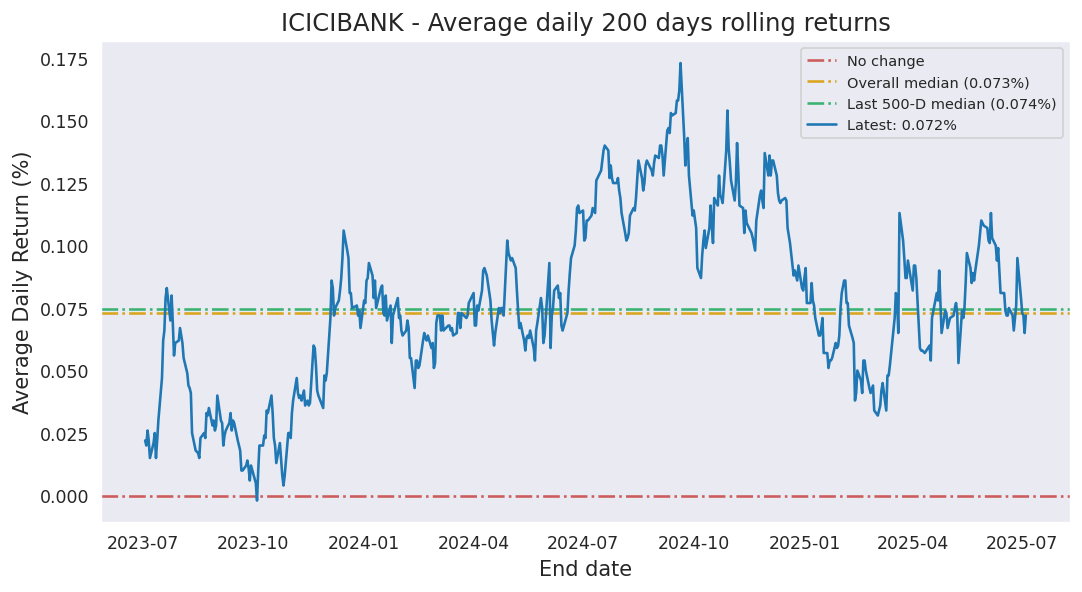 ICICIBANK - Average daily 200 days rolling returns
No change
Overall median (0.073%)
Last 500-D median (0.074%)
Latest: 0.072%
Average Daily Return (%)
0.175
0.150
0.125
0.100
0.075
0.050
0.025
0.000
2023-07 2023-10 2024-01 2024-04 2024-07 2024-10 2025-01 2025-04 2025-07
End date